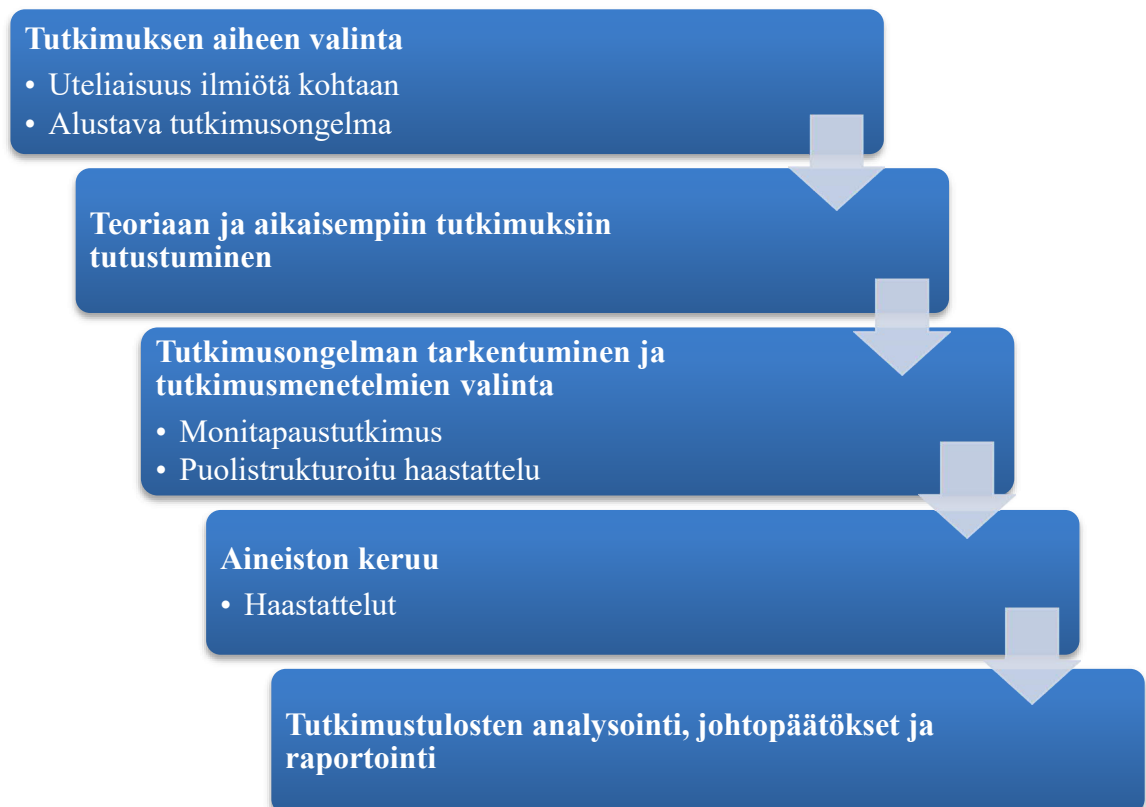 Tutkimuksen aiheen valinta
• Uteliaisuus ilmiötä kohtaan
• Alustava tutkimusongelma
Teoriaan ja aikaisempiin tutkimuksiin
tutustuminen
Tutkimusongelman tarkentuminen ja
tutkimusmenetelmien valinta
• Monitapaustutkimus
• Puolistrukturoitu haastattelu
Aineiston keruu
• Haastattelut
Tutkimustulosten analysointi, johtopäätökset ja
raportointi